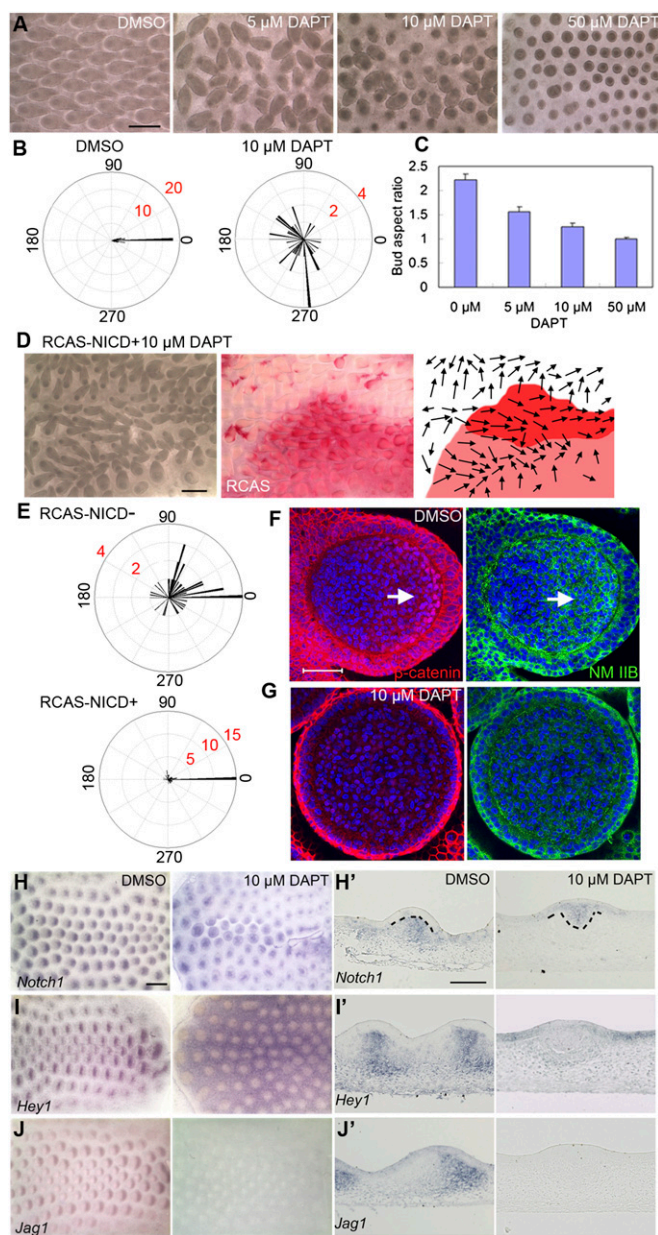 A DMSO 5 µM DAPT 10 µM DAPT 50 µM DAPT
B DMSO 10 µM DAPT C
90 90
20 10 4 2
180 0 180 0
270 270
Bud aspect ratio
2.5
2
1.5
1
0.5
0
0 µM 5 µM 10 µM 50 µM
DAPT
D RCAS-NICD+10 µM DAPT
RCAS
E RCAS-NICD−
90
4 2
180 0
270
RCAS-NICD+
90
5 10 15
180 0
270
F DMSO
β-catenin NM IIB
G 10 µM DAPT
H DMSO 10 µM DAPT H' DMSO 10 µM DAPT
Notch1 Notch1
I I'
Hey1 Hey1
J J'
Jag1 Jag1